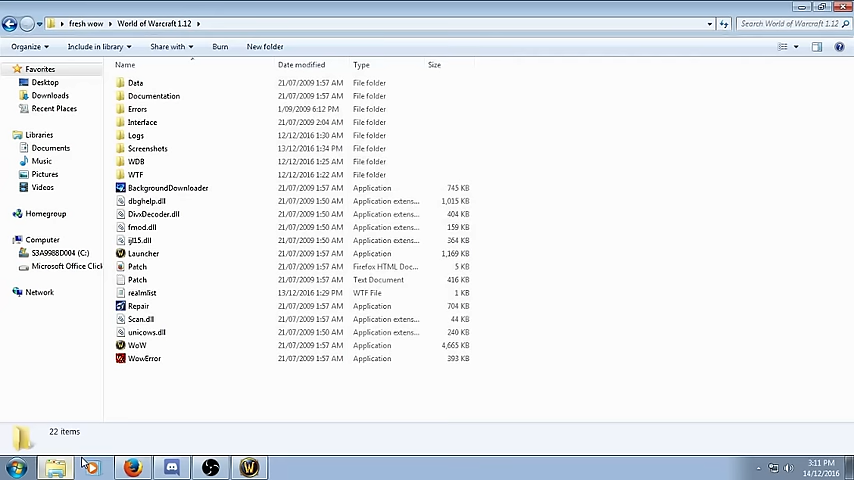 fresh wow ▸ World of Warcraft 1.12 ▸ Search World of Warcraft 1.12
Organize ▾ Include in library ▾ Share with ▾ Burn New folder
Name Date modified Type Size
Favorites
Desktop
Downloads
Recent Places
Libraries
Documents
Music
Pictures
Videos
Homegroup
Computer
S3A9988D004 (C:)
Microsoft Office Click
Network
Data 21/07/2009 1:57 AM File folder
Documentation 21/07/2009 1:57 AM File folder
Errors 1/09/2009 6:12 PM File folder
Interface 21/07/2009 2:04 AM File folder
Logs 12/12/2016 1:30 AM File folder
Screenshots 13/12/2016 1:34 PM File folder
WDB 12/12/2016 1:25 AM File folder
WTF 12/12/2016 1:22 AM File folder
BackgroundDownloader 21/07/2009 1:57 AM Application 745 KB
dbghelp.dll 21/07/2009 1:50 AM Application extens... 1,015 KB
DivxDecoder.dll 21/07/2009 1:50 AM Application extens... 404 KB
fmod.dll 21/07/2009 1:50 AM Application extens... 159 KB
ijl15.dll 21/07/2009 1:50 AM Application extens... 364 KB
Launcher 21/07/2009 1:57 AM Application 1,169 KB
Patch 21/07/2009 1:57 AM Firefox HTML Doc... 5 KB
Patch 21/07/2009 1:57 AM Text Document 416 KB
realmlist 13/12/2016 1:29 PM WTF File 1 KB
Repair 21/07/2009 1:57 AM Application 704 KB
Scan.dll 21/07/2009 1:57 AM Application extens... 44 KB
unicows.dll 21/07/2009 1:50 AM Application extens... 240 KB
WoW 21/07/2009 1:57 AM Application 4,665 KB
WowError 21/07/2009 1:57 AM Application 393 KB
22 items
3:11 PM
14/12/2016